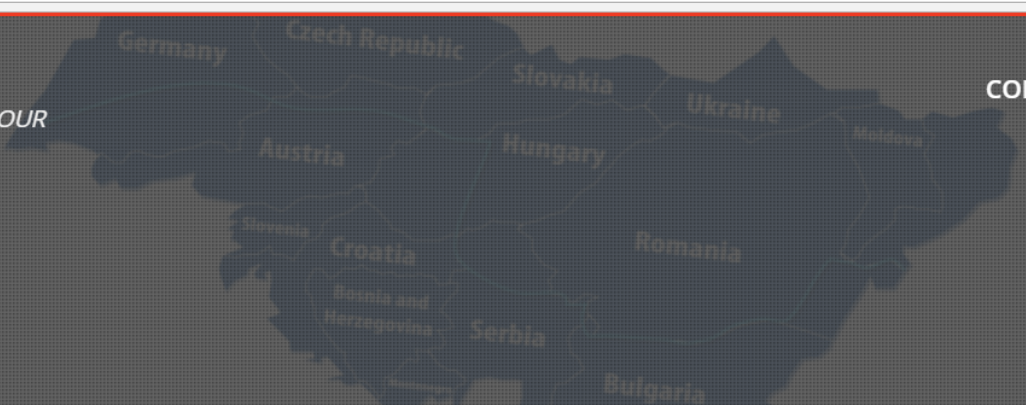 Czech Republic
Germany
Slovakia
CO
Ukraine
OUR
Moldova
Austria
Hungary
Slovenia
Croatia
Romania
Bosnia and
Herzegovina
Serbia
Bulgaria